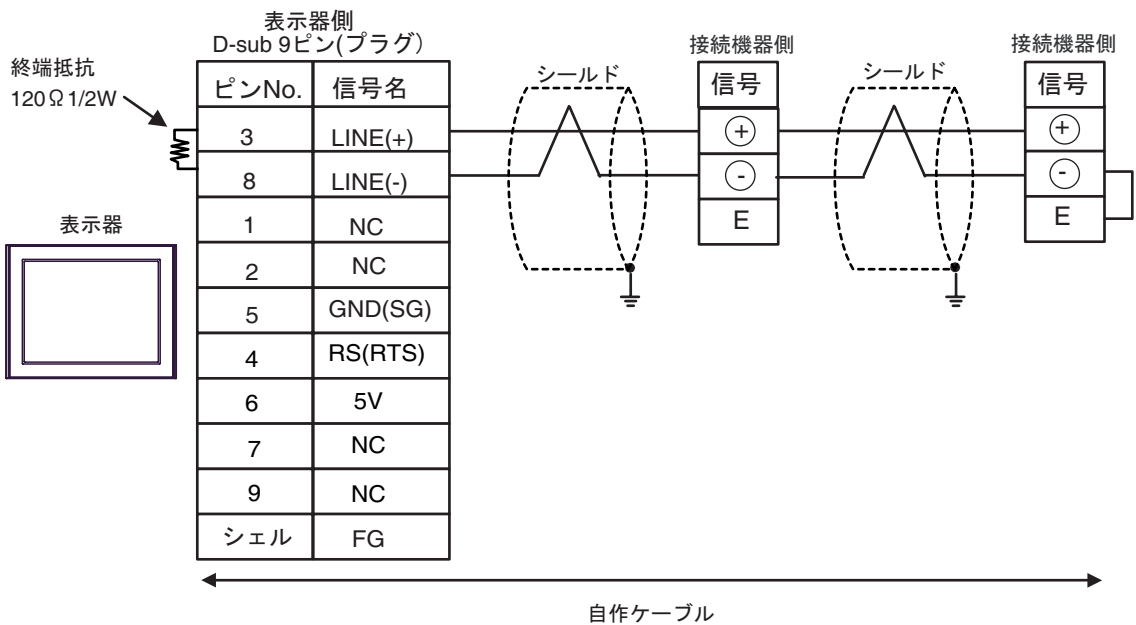 表示器側
D-sub 9ピン(プラグ)
終端抵抗
120Ω 1/2W
ピンNo. 信号名
3 LINE(+)
8 LINE(-)
1 NC
2 NC
5 GND(SG)
4 RS(RTS)
6 5V
7 NC
9 NC
シェル FG
表示器
シールド
接続機器側
信号
+
-
E
シールド
接続機器側
信号
+
-
E
自作ケーブル